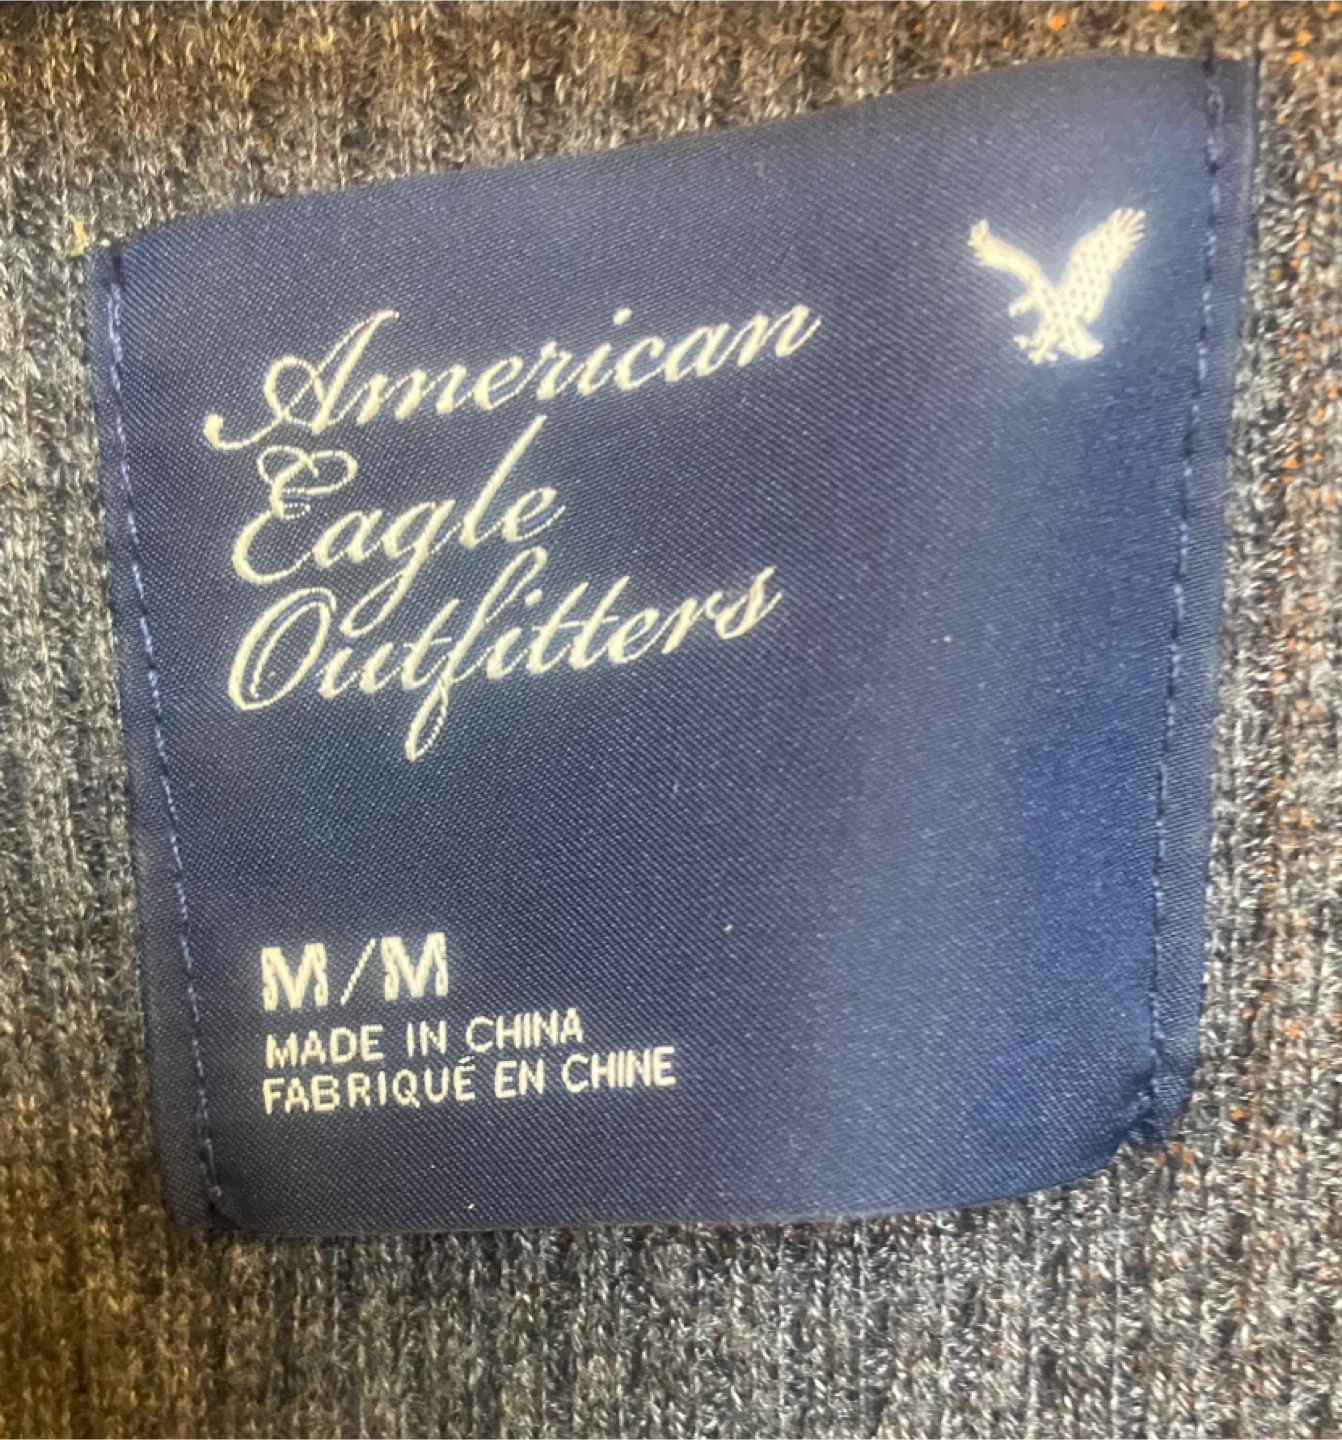 American
Eagle
Outfitters
M/M
MADE IN CHINA
FABRIQUÉ EN CHINE